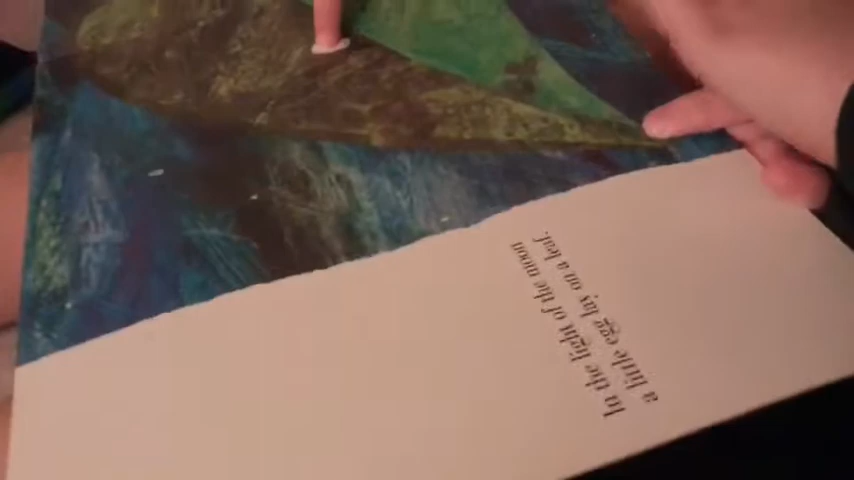 In the light of the moon
a little egg lay on a leaf.